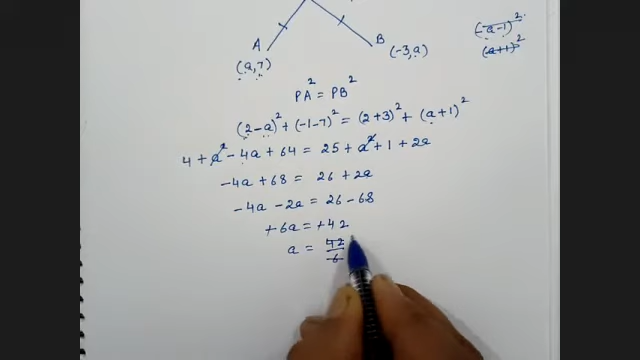 (-a-1)²
(a+1)²
A
B
(a,7)
(-3,a)
PA² = PB²
(2-a)² + (-1-7)² = (2+3)² + (a+1)²
4 + a² - 4a + 64 = 25 + a² + 1 + 2a
-4a + 68 = 26 + 2a
-4a - 2a = 26 - 68
+6a = +42
a = 42/6